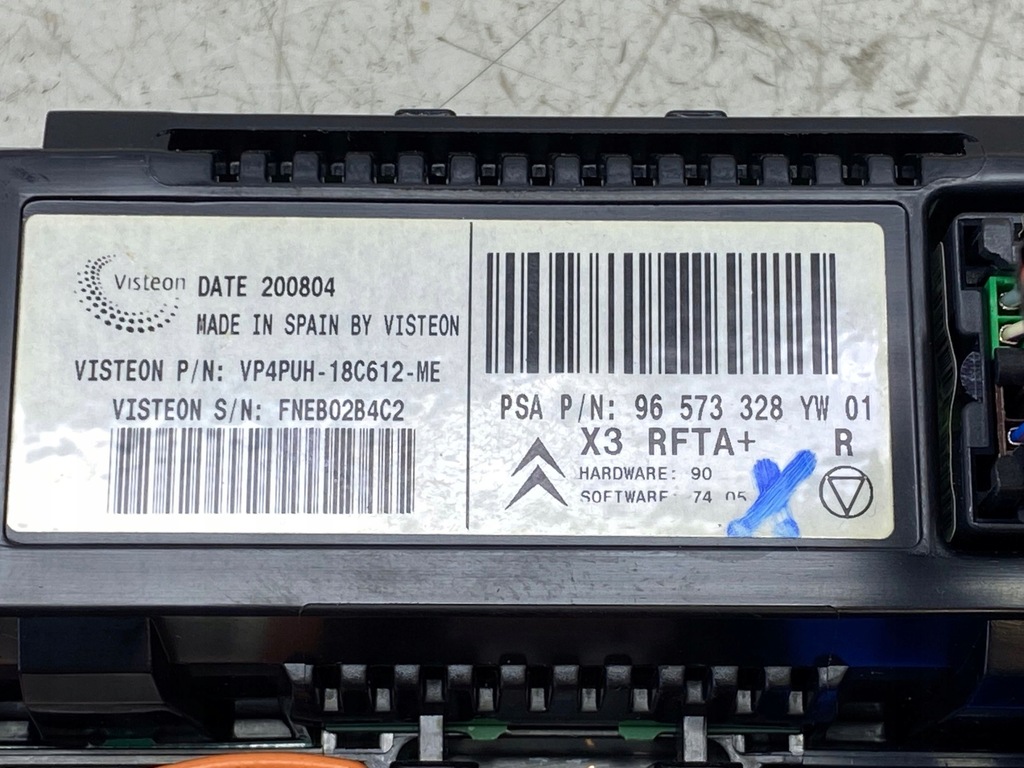 Visteon
DATE 200804
MADE IN SPAIN BY VISTEON
VISTEON P/N: VP4PUH-18C612-ME
VISTEON S/N: FNEB02B4C2
PSA P/N: 96 573 328 YW 01
X3 RFTA+ R
HARDWARE: 90
SOFTWARE: 74 05